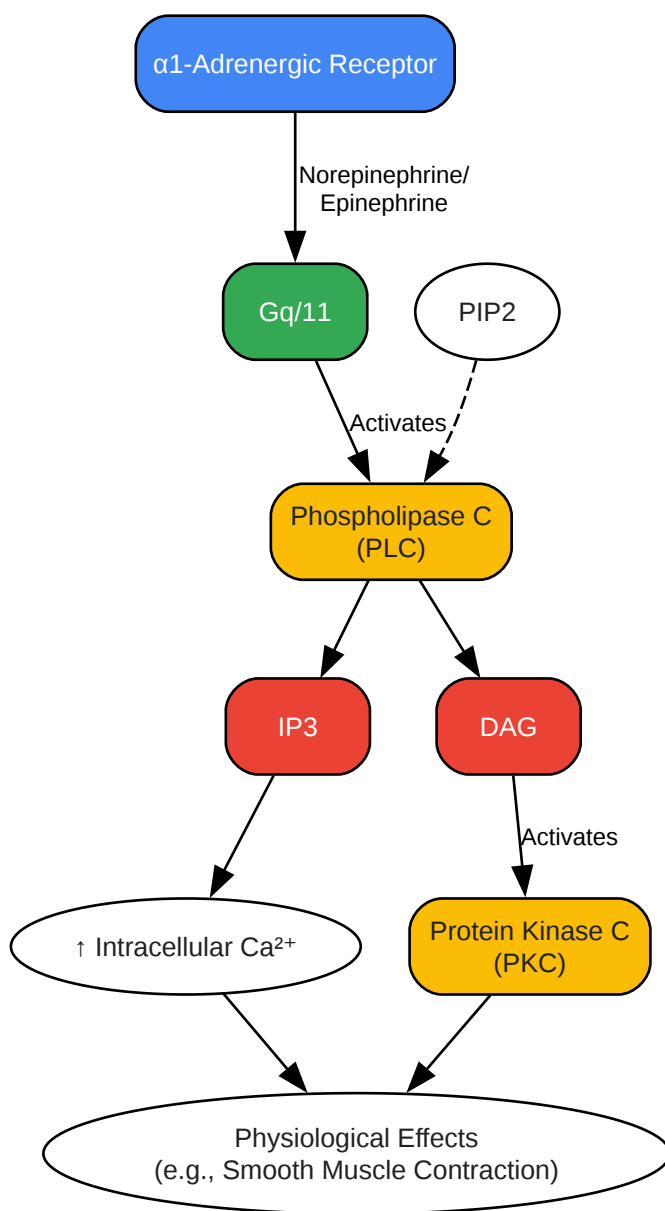 α1-Adrenergic Receptor
Norepinephrine/
Epinephrine
Gq/11
PIP2
Activates
Phospholipase C
(PLC)
IP3
DAG
Activates
↑ Intracellular Ca²⁺
Protein Kinase C
(PKC)
Physiological Effects
(e.g., Smooth Muscle Contraction)